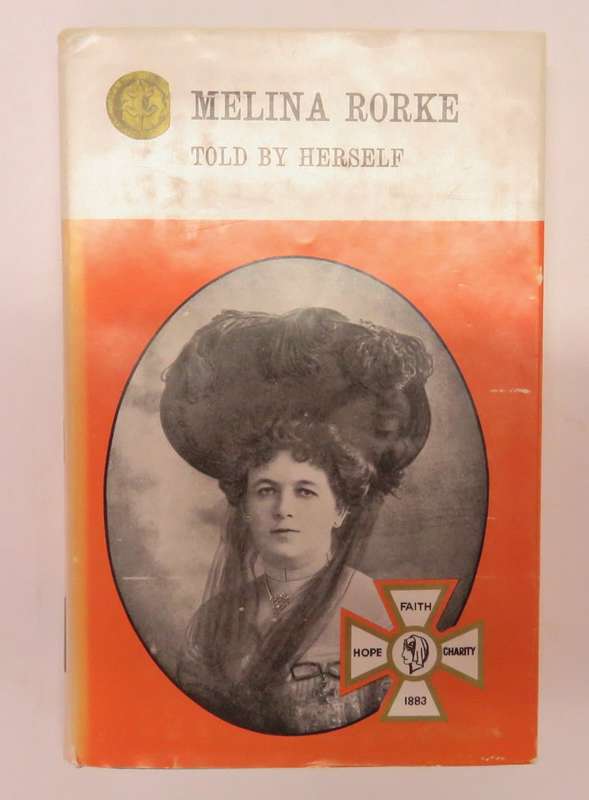 MELINA RORKE
TOLD BY HERSELF
FAITH
HOPE
CHARITY
1883